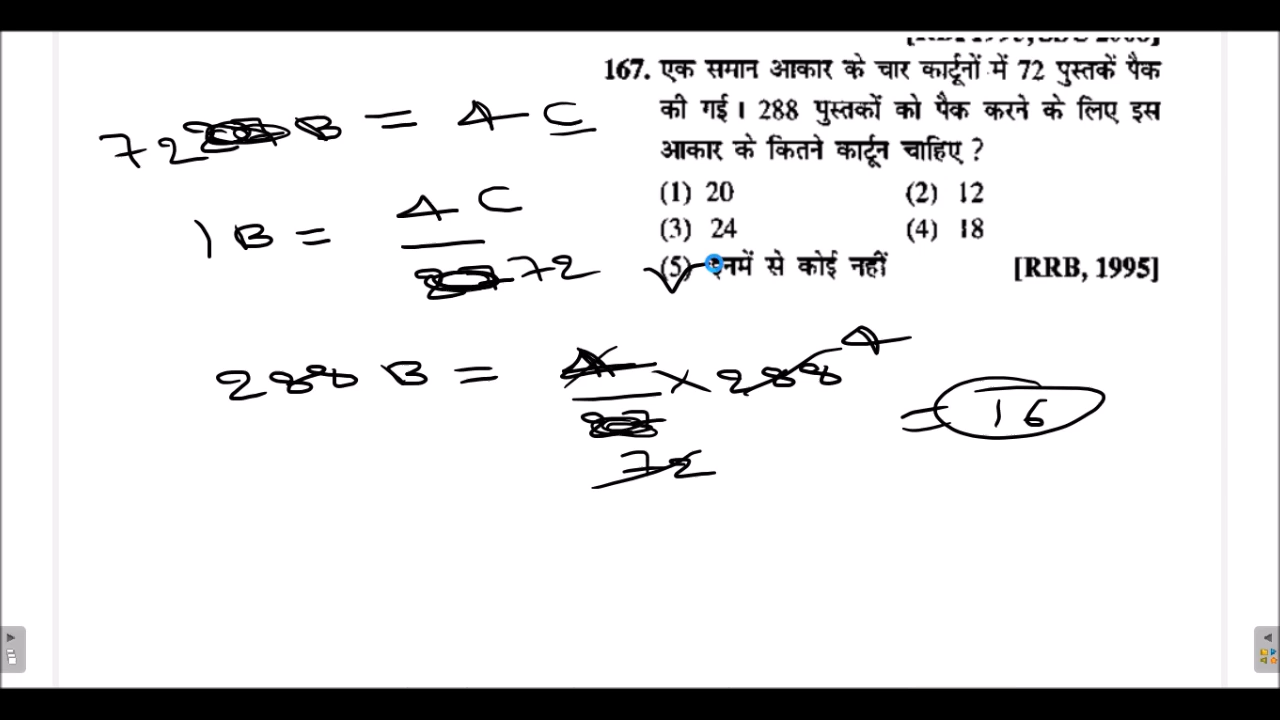 167. एक समान आकार के चार कार्टूनों में 72 पुस्तकें पैक
की गई। 288 पुस्तकों को पैक करने के लिए इस
आकार के कितने कार्टून चाहिए ?
(1) 20 (2) 12
(3) 24 (4) 18
(5) इनमें से कोई नहीं [RRB, 1995]
72 B = 4 C
1 B = 4 C
72
288 B = 4 × 288 4
72
= 16